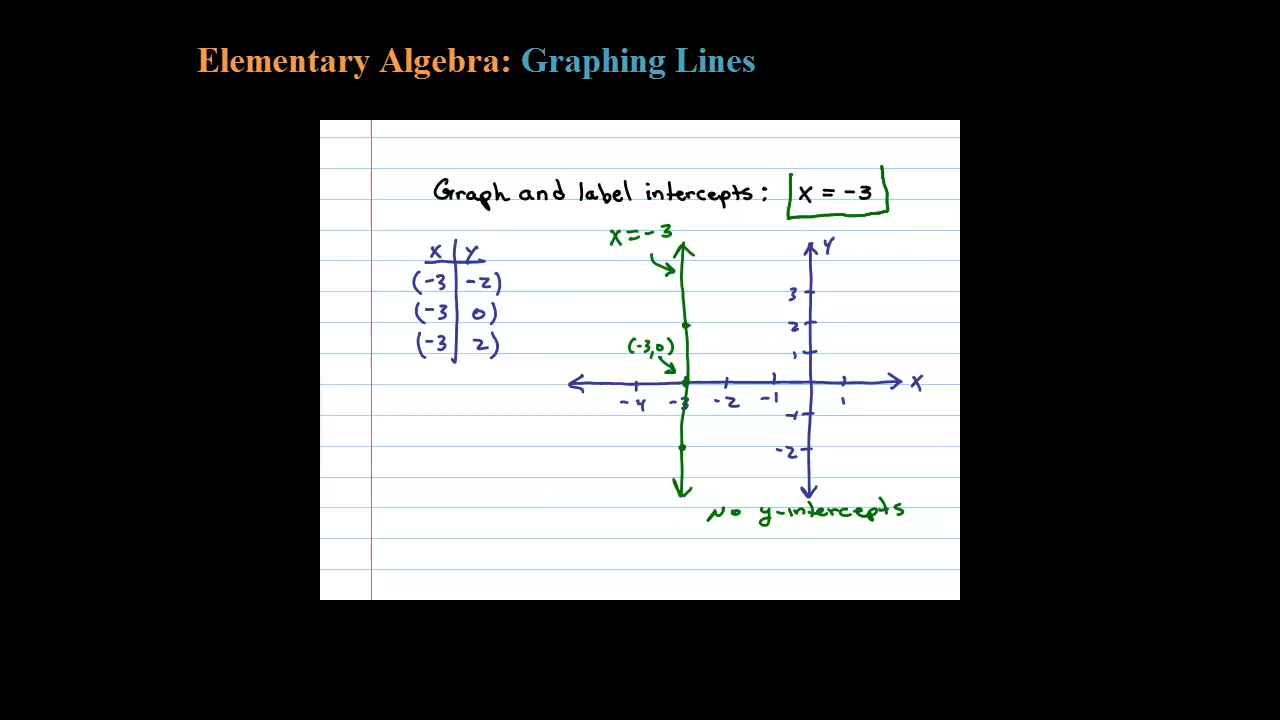 Elementary Algebra: Graphing Lines
Graph and label intercepts: x = -3
x y
(-3 -2)
(-3 0)
(-3 2)
x = -3
(-3,0)
y
3
2
1
-4 -3 -2 -1 1 x
-1
-2
No y-intercepts